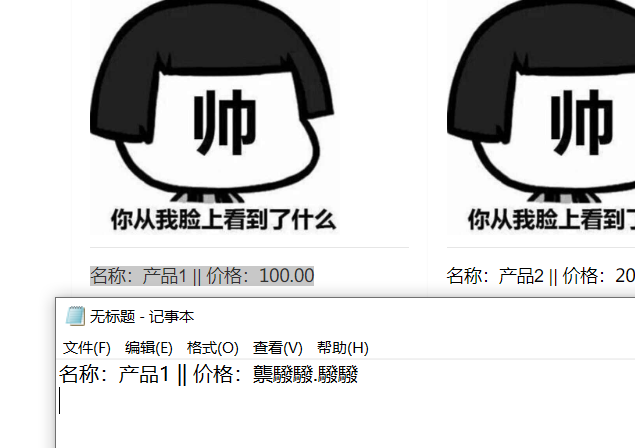 帅
帅
你从我脸上看到了什么
你从我脸上看到了
名称：产品1 || 价格：100.00
名称：产品2 || 价格：20
无标题 - 记事本
文件(F) 编辑(E) 格式(O) 查看(V) 帮助(H)
名称：产品1 || 价格：龒驋驋.驋驋